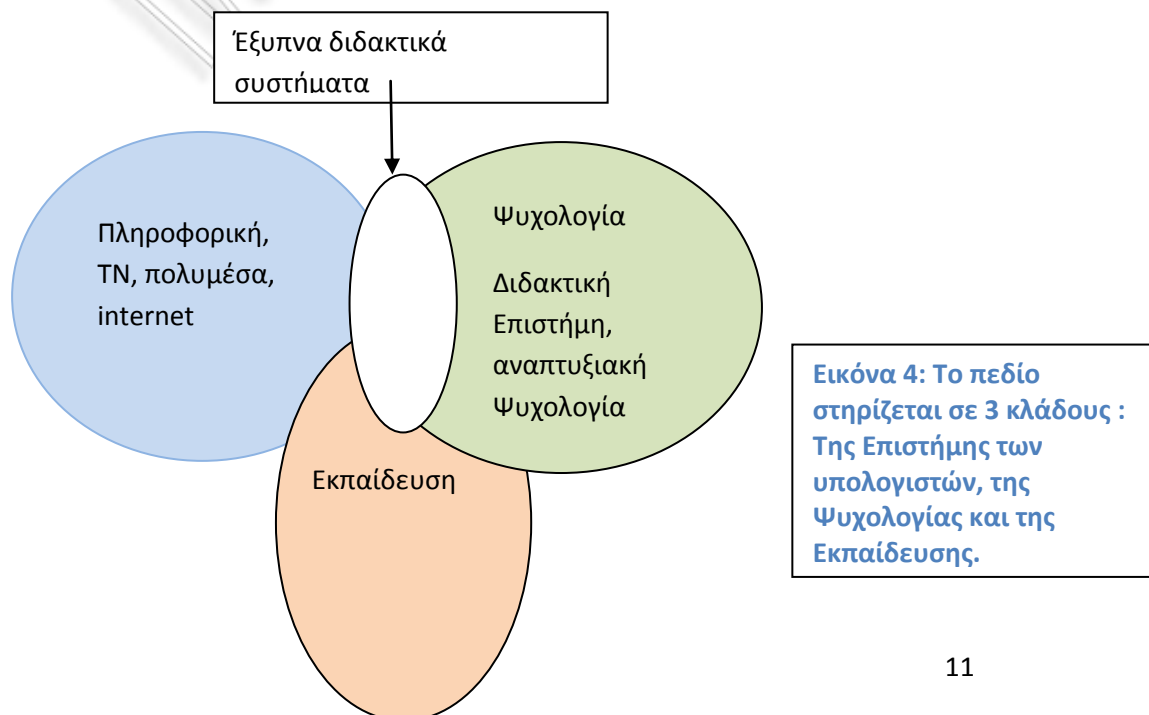 Έξυπνα διδακτικά
συστήματα
Πληροφορική,
ΤΝ, πολυμέσα,
internet
Ψυχολογία
Διδακτική
Επιστήμη,
αναπτυξιακή
Ψυχολογία
Εκπαίδευση
Εικόνα 4: Το πεδίο
στηρίζεται σε 3 κλάδους :
Της Επιστήμης των
υπολογιστών, της
Ψυχολογίας και της
Εκπαίδευσης.
11